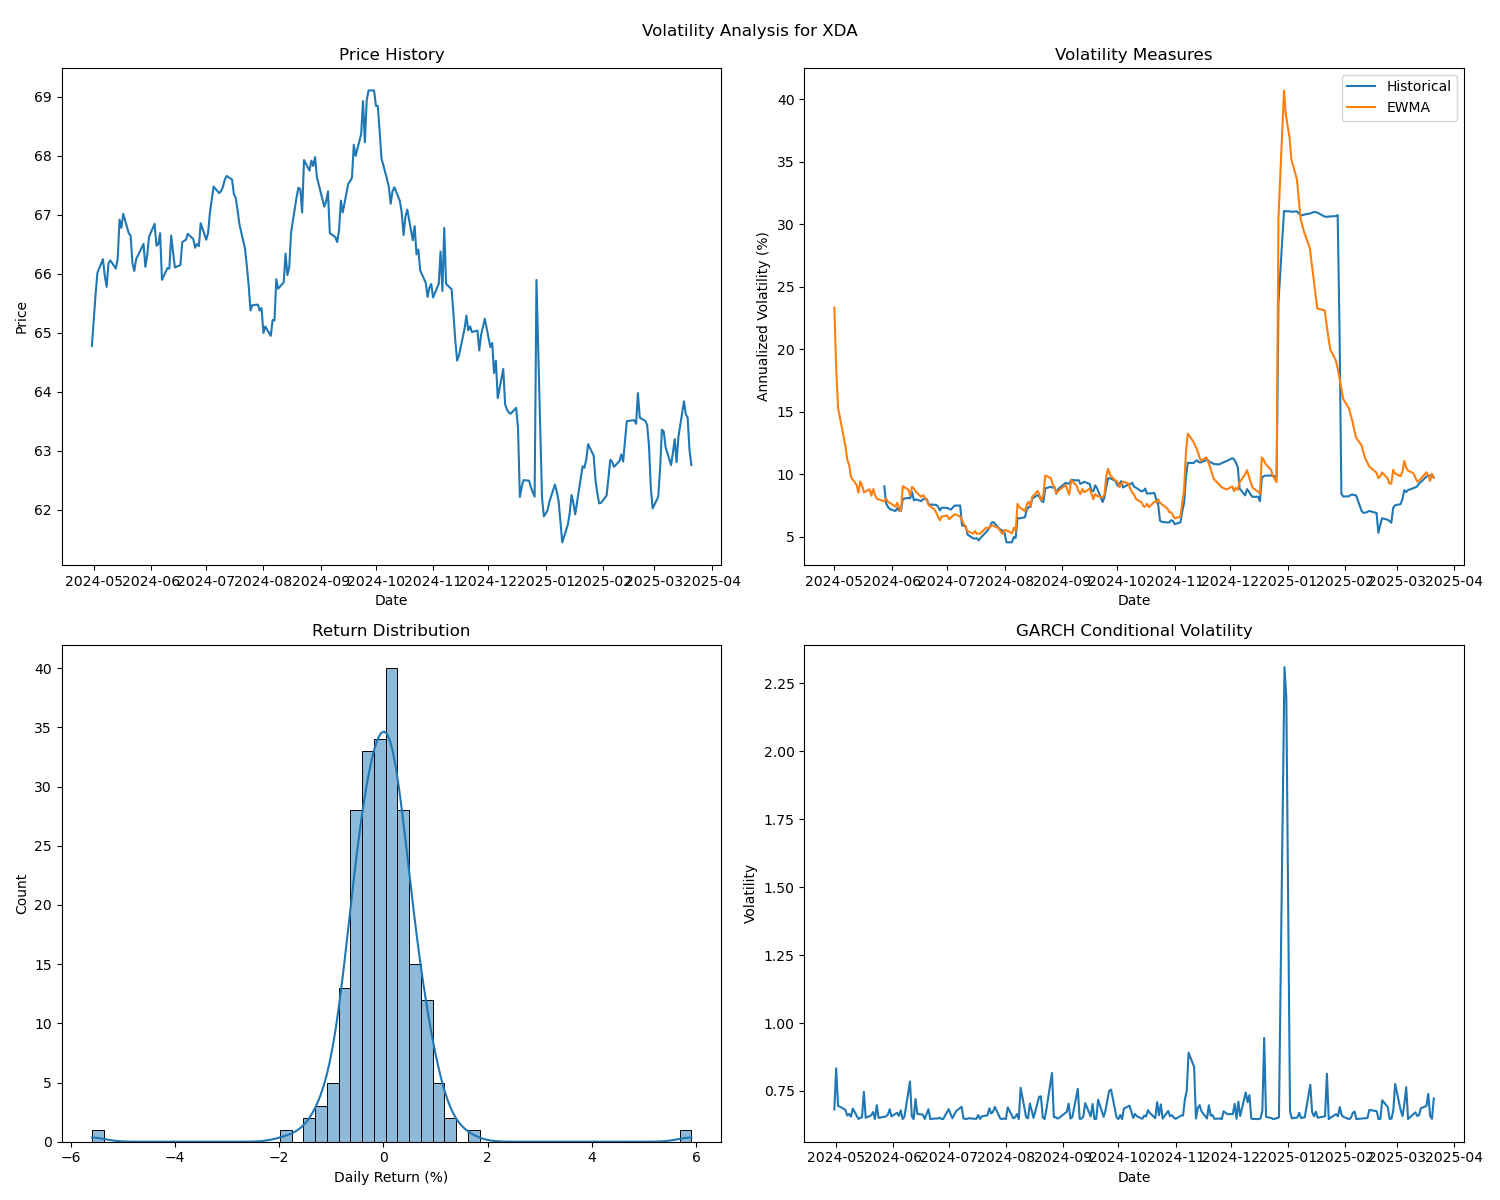 Volatility Analysis for XDA
Price History
Price
69
68
67
66
65
64
63
62
2024-05 2024-06 2024-07 2024-08 2024-09 2024-10 2024-11 2024-12 2025-01 2025-02 2025-03 2025-04
Date
Volatility Measures
Historical
EWMA
Annualized Volatility (%)
40
35
30
25
20
15
10
5
2024-05 2024-06 2024-07 2024-08 2024-09 2024-10 2024-11 2024-12 2025-01 2025-02 2025-03 2025-04
Date
Return Distribution
Count
40
35
30
25
20
15
10
5
0
−6 −4 −2 0 2 4 6
Daily Return (%)
GARCH Conditional Volatility
Volatility
2.25
2.00
1.75
1.50
1.25
1.00
0.75
2024-05 2024-06 2024-07 2024-08 2024-09 2024-10 2024-11 2024-12 2025-01 2025-02 2025-03 2025-04
Date